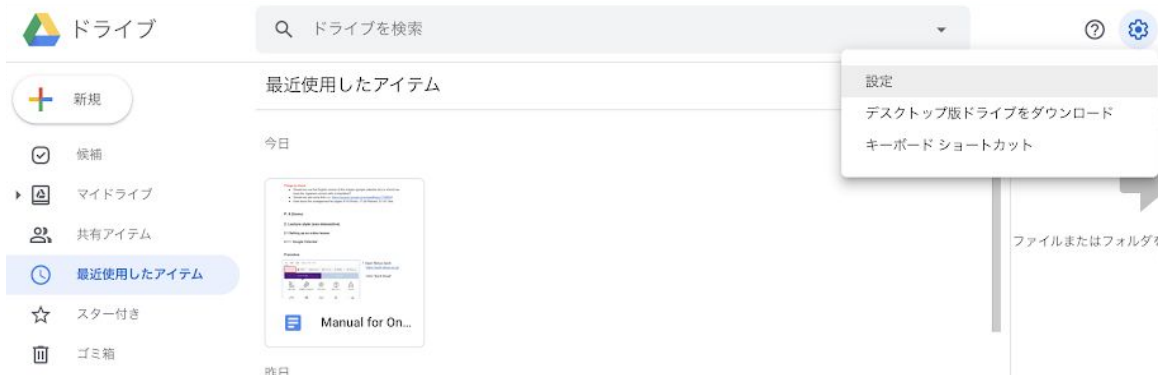 ドライブ
ドライブを検索
新規
候補
マイドライブ
共有アイテム
最近使用したアイテム
スター付き
ゴミ箱
最近使用したアイテム
今日
Manual for On...
昨日
設定
デスクトップ版ドライブをダウンロード
キーボード ショートカット
ファイルまたはフォルダを